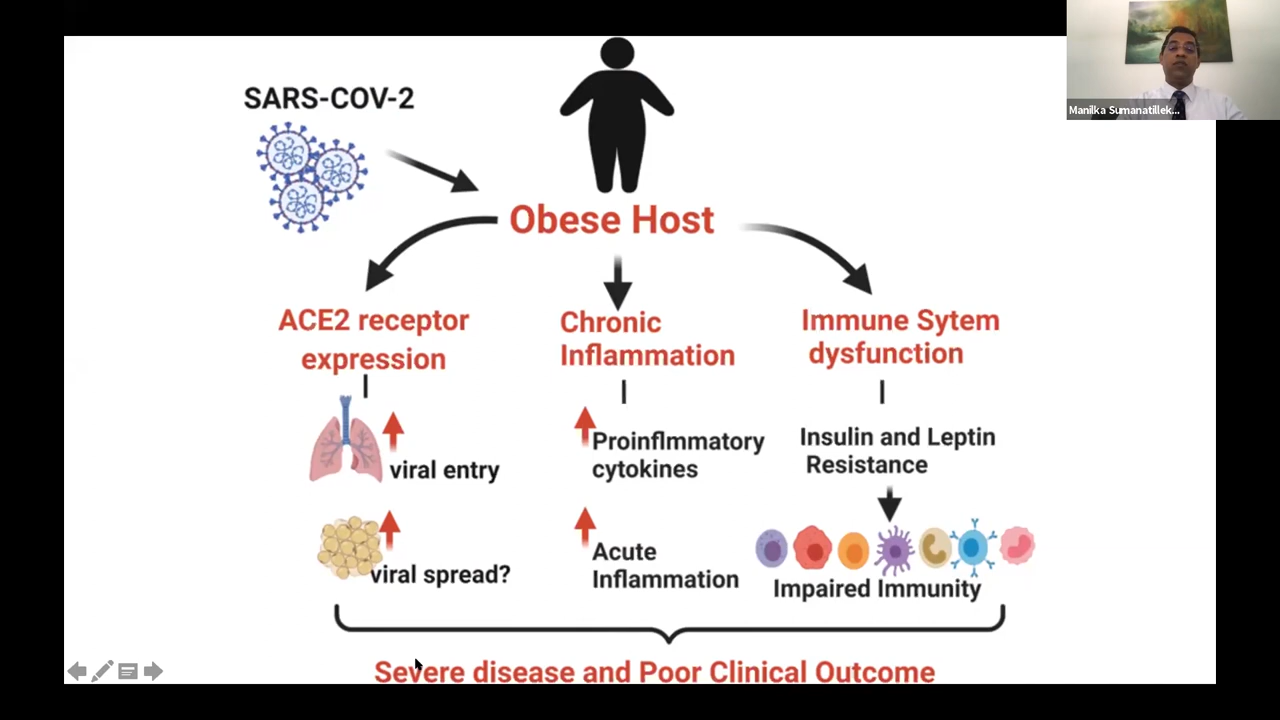 Manilka Sumanatillek...
SARS-COV-2
Obese Host
ACE2 receptor
expression
viral entry
viral spread?
Chronic
Inflammation
Proinflmmatory
cytokines
Acute
Inflammation
Immune Sytem
dysfunction
Insulin and Leptin
Resistance
Impaired Immunity
Severe disease and Poor Clinical Outcome